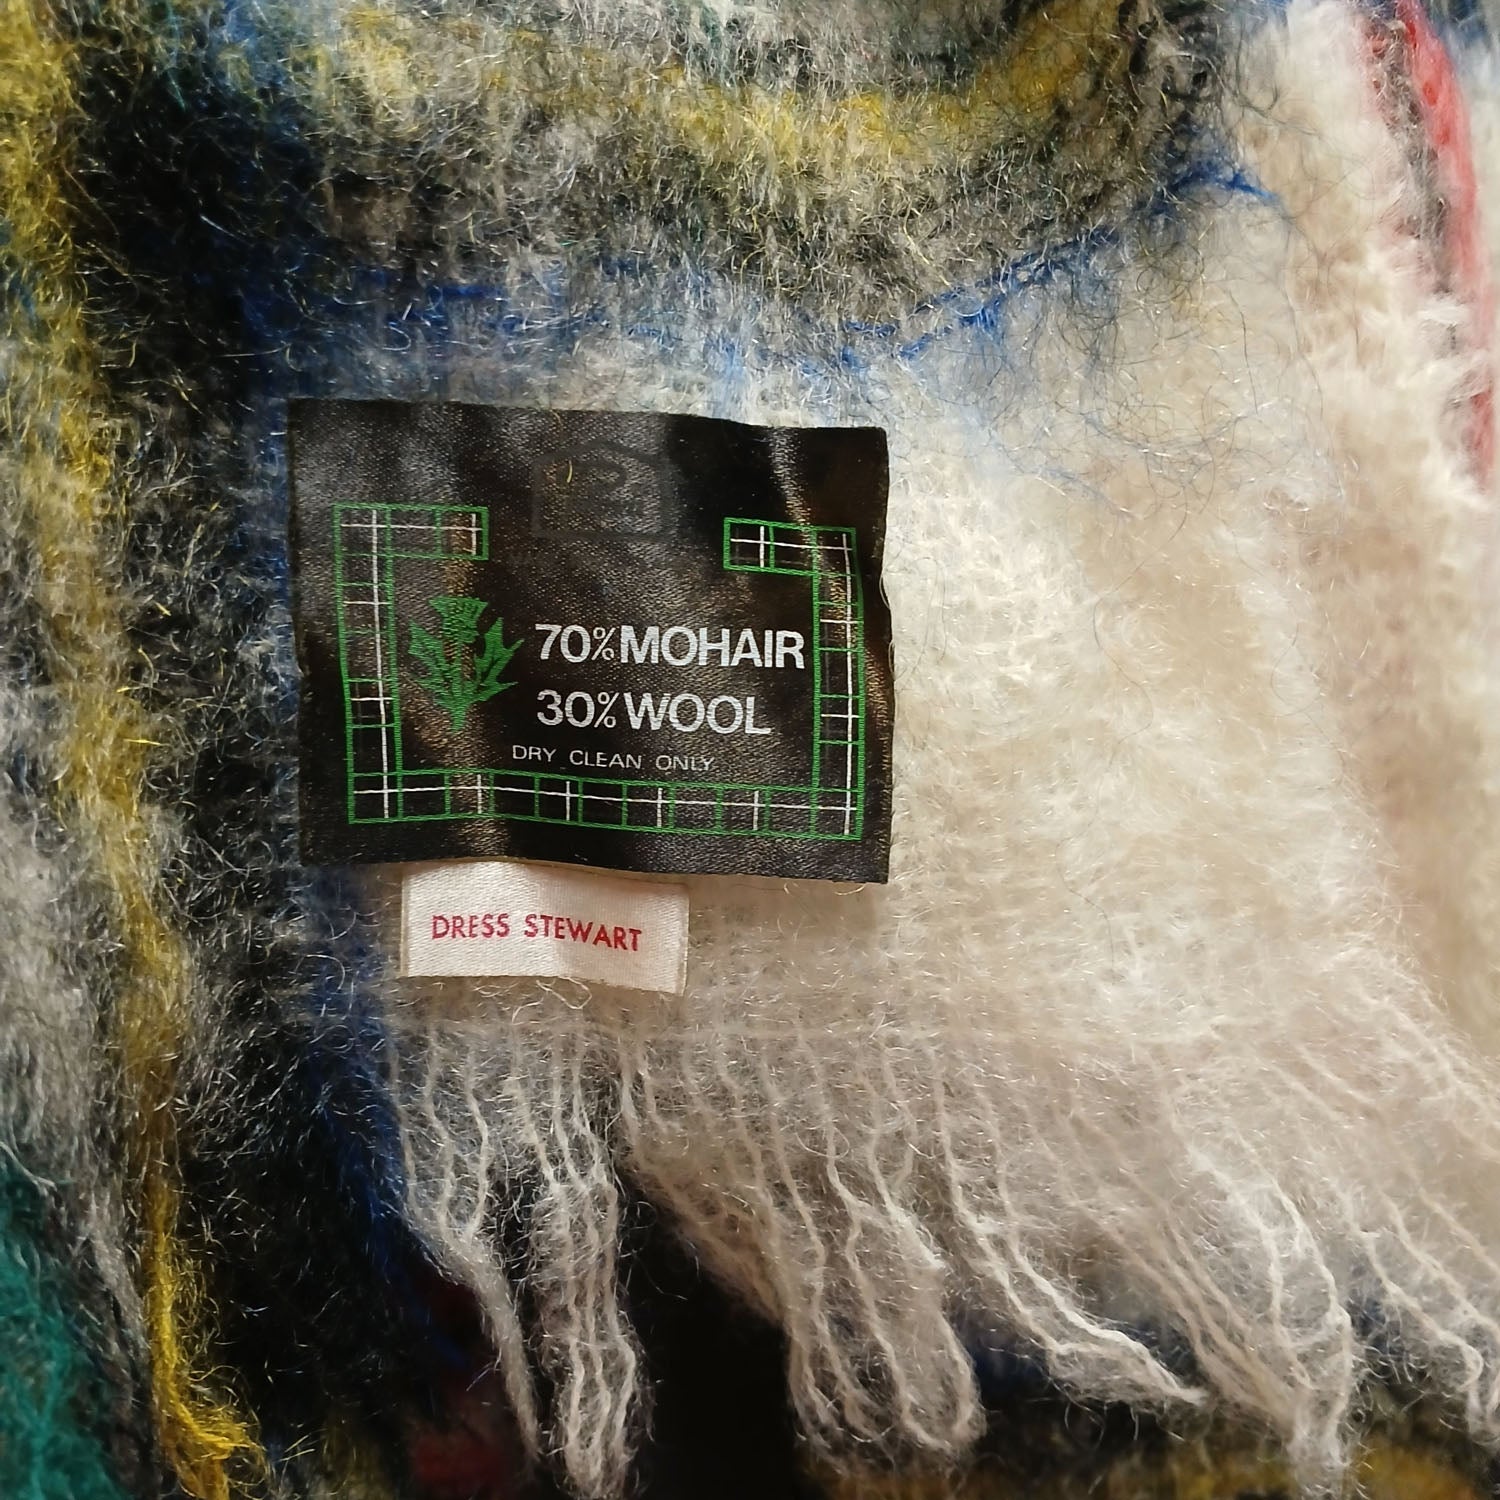 70% MOHAIR
30% WOOL
DRY CLEAN ONLY
DRESS STEWART